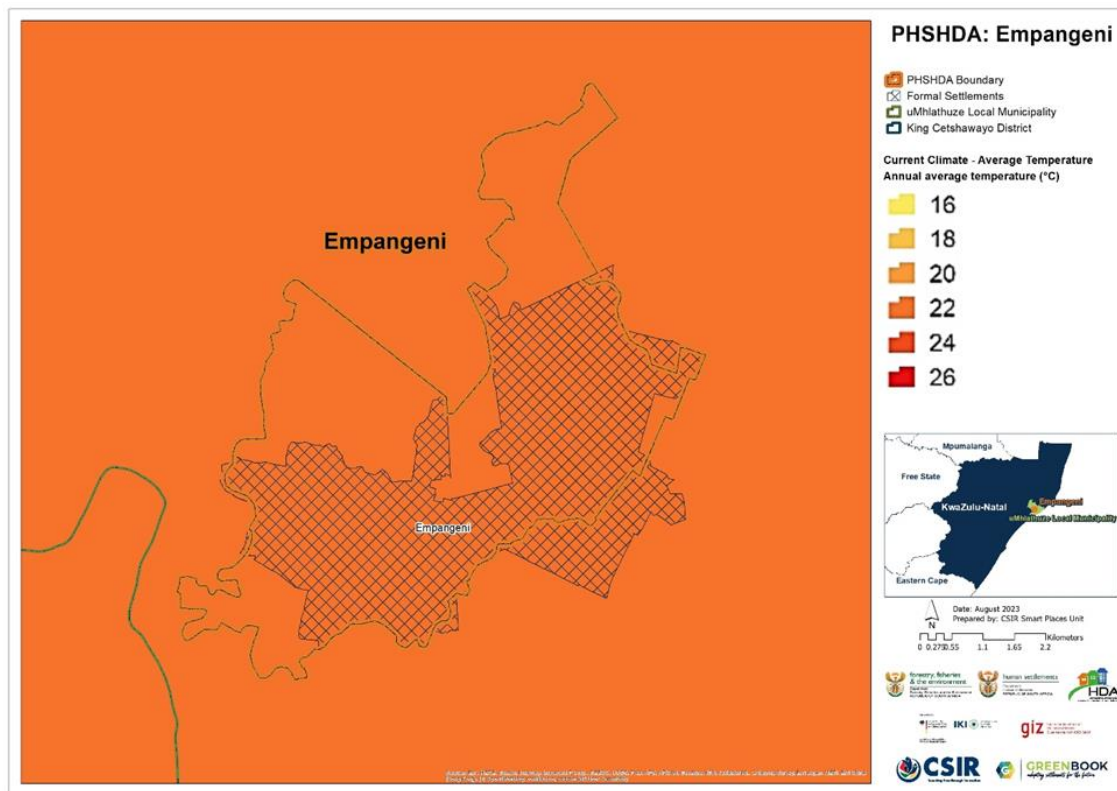 PHSHDA: Empangeni
PHSHDA Boundary
Formal Settlements
uMhlathuze Local Municipality
King Cetshawayo District
Current Climate - Average Temperature
Annual average temperature (°C)
16
18
20
22
24
26
Empangeni
Empangeni
Mpumalanga
Free State
KwaZulu-Natal
Empangeni
uMhlathuze Local Municipality
Eastern Cape
Date: August 2023
Prepared by: CSIR Smart Places Unit
N
Kilometers
0 0.275 0.55 1.1 1.65 2.2
forestry, fisheries
& the environment
human settlements
HDA
IKI
giz
CSIR
GREENBOOK